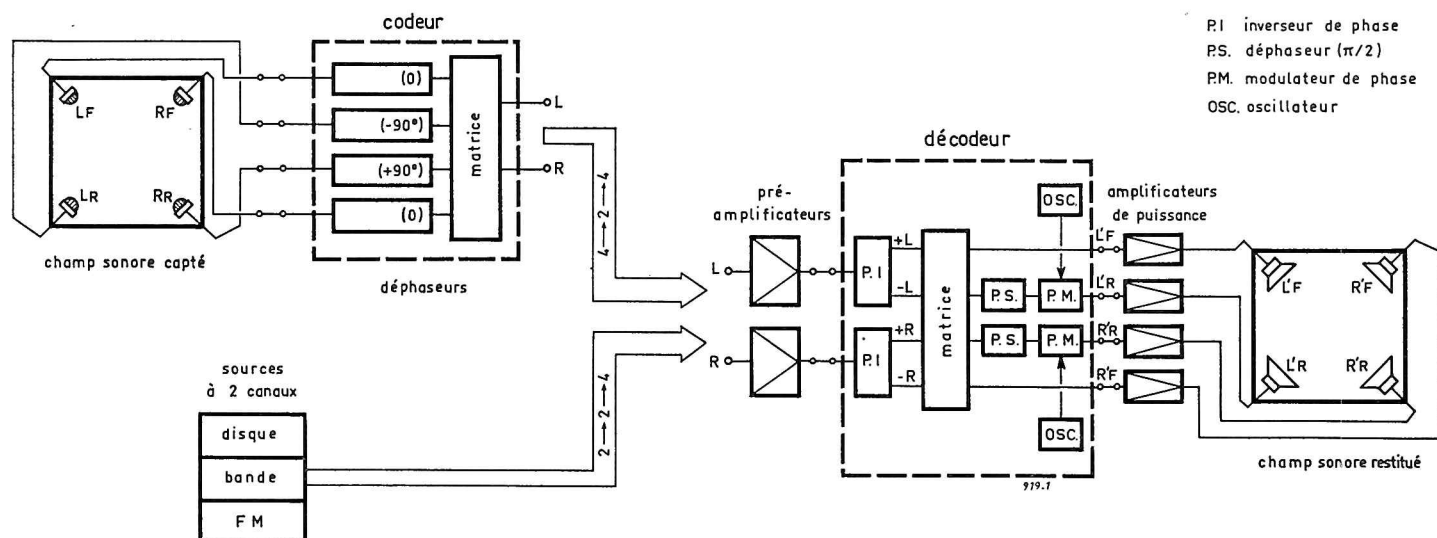 codeur
(0)
(-90°)
(+90°)
(0)
matrice
L
R
LF
RF
LR
RR
champ sonore capté
déphaseurs
4→2→4
sources
à 2 canaux
disque
bande
FM
2→2→4
pré-
amplificateurs
L
R
décodeur
P.I
P.I
+L
-L
+R
-R
matrice
OSC.
P.S.
P.M.
P.S.
P.M.
OSC.
919-1
amplificateurs
de puissance
L'F
L'R
R'R
R'F
L'F
R'F
L'R
R'R
champ sonore restitué
P.I inverseur de phase
P.S. déphaseur (π/2)
P.M. modulateur de phase
OSC. oscillateur